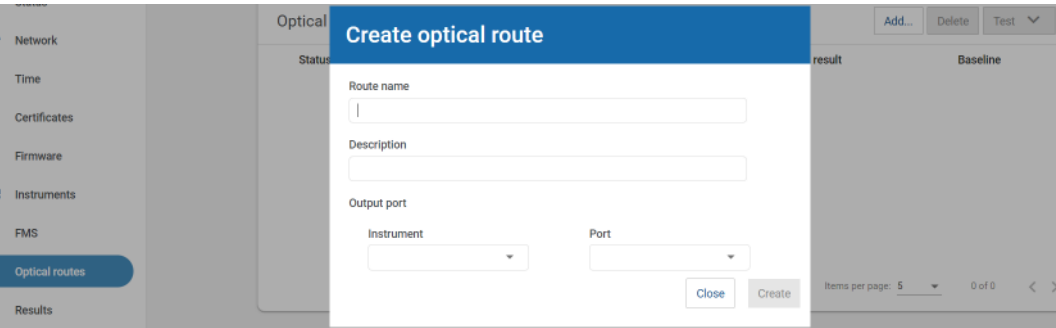 Status
Network
Time
Certificates
Firmware
Instruments
FMS
Optical routes
Results
Optical
Add...
Delete
Test
Status
result
Baseline
Create optical route
Route name
Description
Output port
Instrument
Port
Close
Create
Items per page: 5
0 of 0